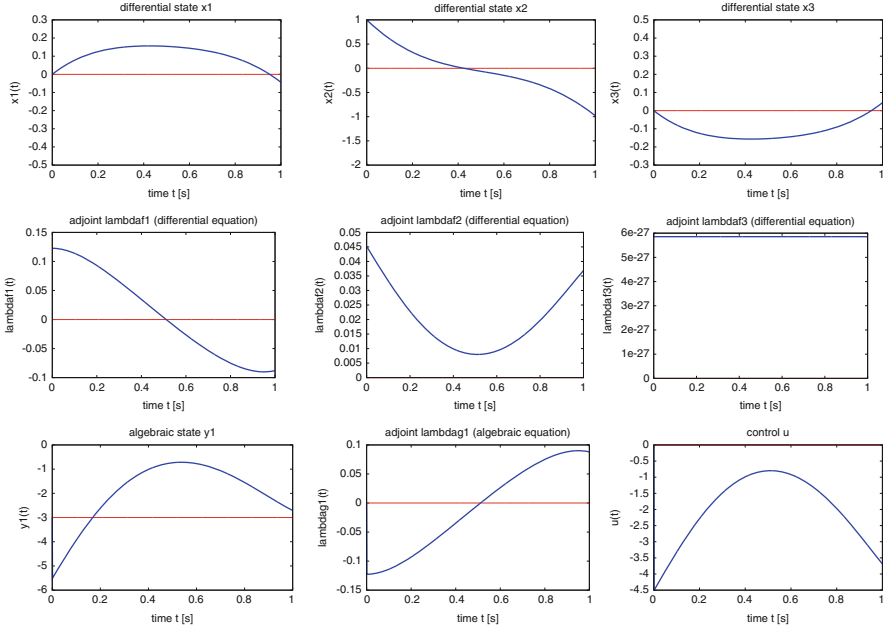 differential state x1
0.3
0.2
0.1
0
-0.1
-0.2
-0.3
-0.4
-0.5
x1(t)
0 0.2 0.4 0.6 0.8 1
time t [s]
differential state x2
1
0.5
0
-0.5
-1
-1.5
-2
x2(t)
0 0.2 0.4 0.6 0.8 1
time t [s]
differential state x3
0.5
0.4
0.3
0.2
0.1
0
-0.1
-0.2
-0.3
x3(t)
0 0.2 0.4 0.6 0.8 1
time t [s]
adjoint lambdaf1 (differential equation)
0.15
0.1
0.05
0
-0.05
-0.1
lambdaf1(t)
0 0.2 0.4 0.6 0.8 1
time t [s]
adjoint lambdaf2 (differential equation)
0.045
0.04
0.035
0.03
0.025
0.02
0.015
0.01
0.005
0
lambdaf2(t)
0 0.2 0.4 0.6 0.8 1
time t [s]
adjoint lambdaf3 (differential equation)
6e-27
5e-27
4e-27
3e-27
2e-27
1e-27
0
lambdaf3(t)
0 0.2 0.4 0.6 0.8 1
time t [s]
algebraic state y1
0
-1
-2
-3
-4
-5
-6
y1(t)
0 0.2 0.4 0.6 0.8 1
time t [s]
adjoint lambdag1 (algebraic equation)
0.1
0.05
0
-0.05
-0.1
-0.15
lambdag1(t)
0 0.2 0.4 0.6 0.8 1
time t [s]
control u
0
-0.5
-1
-1.5
-2
-2.5
-3
-3.5
-4
-4.5
u(t)
0 0.2 0.4 0.6 0.8 1
time t [s]